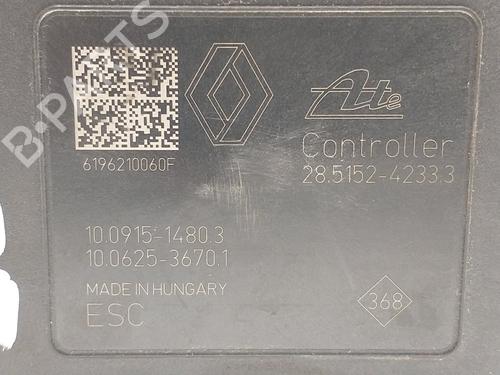 B-PARTS
Ate
6196210060F
Controller
28.5152-4233.3
10.0915-1480.3
10.0625-3670.1
MADE IN HUNGARY
ESC
368